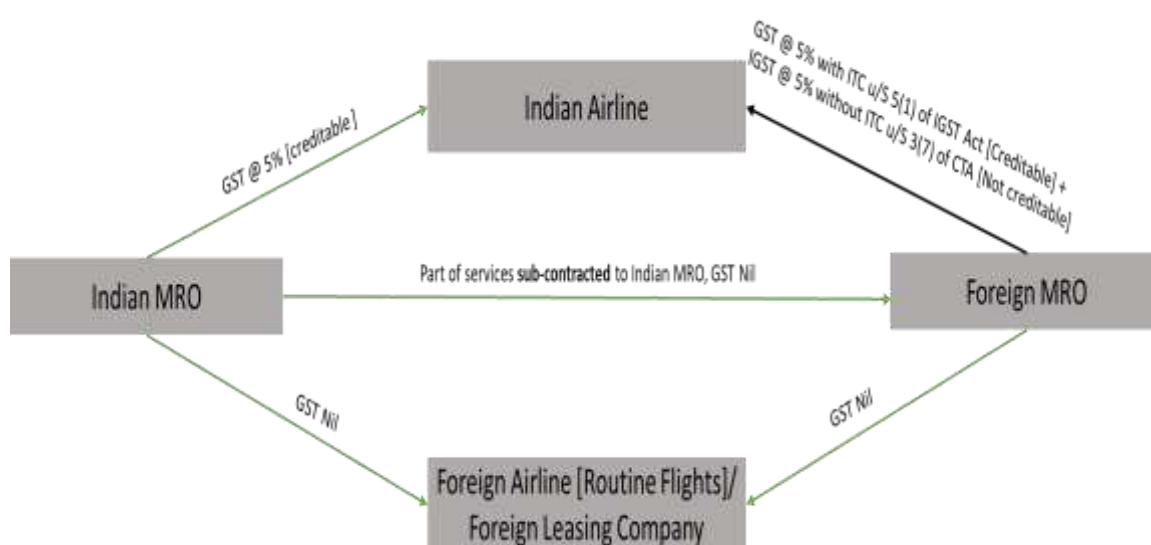 GST @ 5% with ITC u/S 5(1) of IGST Act [Creditable] +
IGST @ 5% without ITC u/S 3(7) of CTA [Not creditable]
Indian Airline
GST @ 5% [creditable]
Part of services sub-contracted to Indian MRO, GST Nil
Indian MRO
Foreign MRO
GST Nil
GST Nil
Foreign Airline [Routine Flights]/
Foreign Leasing Company